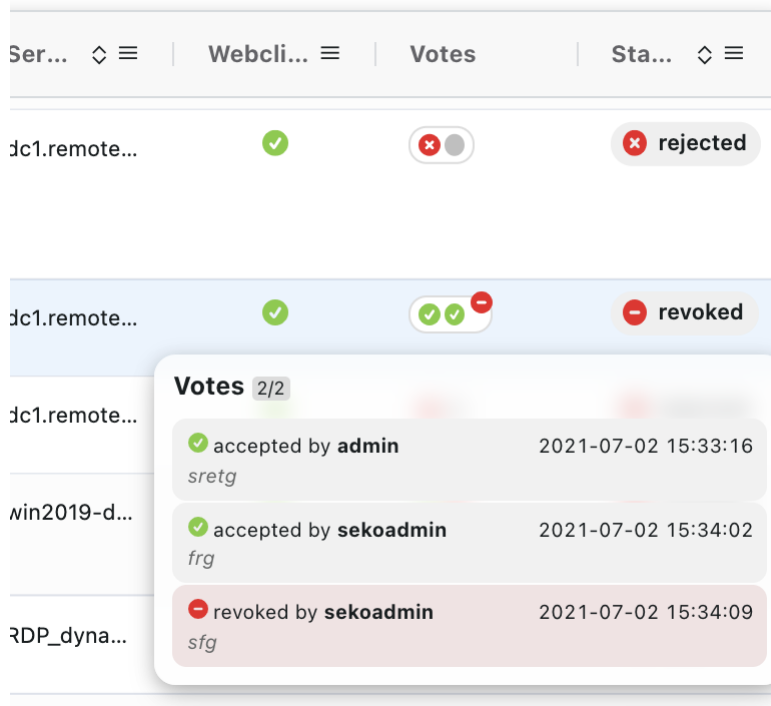 Ser... Webcli... Votes Sta...
dc1.remote... rejected
dc1.remote... revoked
Votes 2/2
dc1.remote...
accepted by admin 2021-07-02 15:33:16
sretg
win2019-d...
accepted by sekoadmin 2021-07-02 15:34:02
frg
revoked by sekoadmin 2021-07-02 15:34:09
RDP_dyna...
sfg